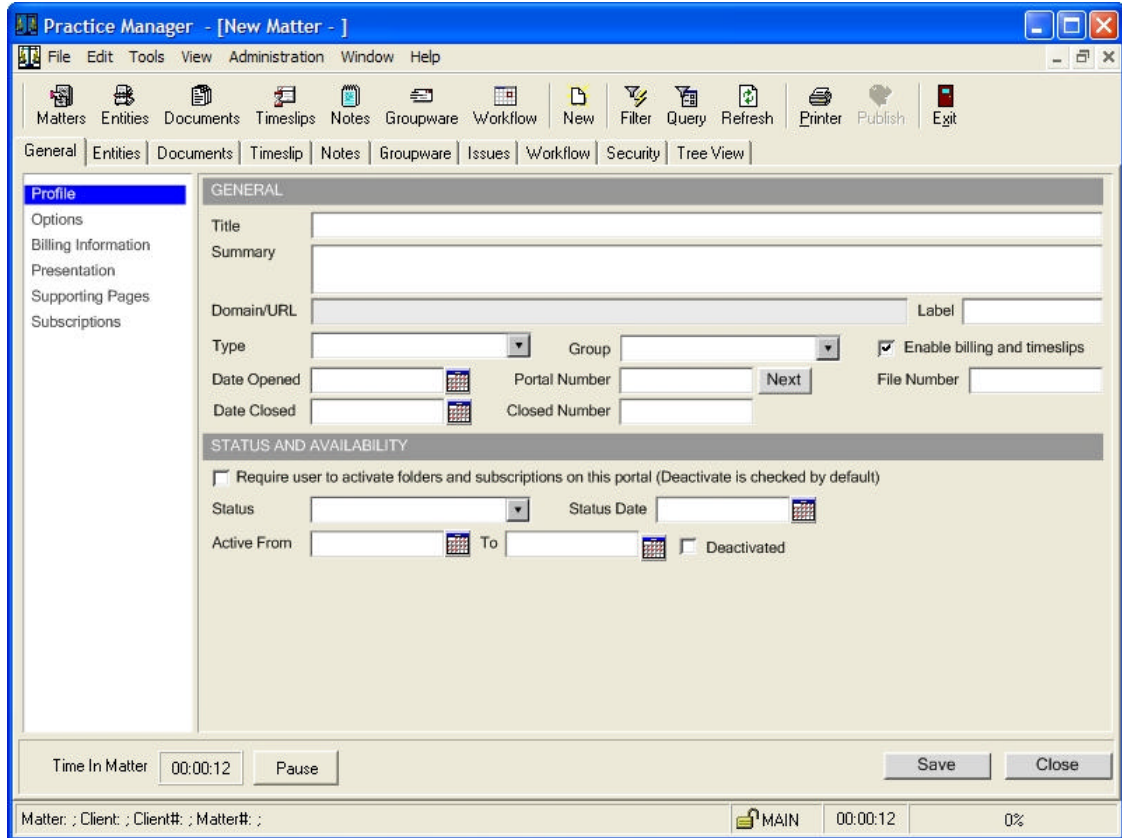 Practice Manager - [New Matter - ]
File Edit Tools View Administration Window Help
Matters Entities Documents Timeslips Notes Groupware Workflow New Filter Query Refresh Printer Publish Exit
General Entities Documents Timeslip Notes Groupware Issues Workflow Security Tree View
Profile
Options
Billing Information
Presentation
Supporting Pages
Subscriptions
GENERAL
Title
Summary
Domain/URL Label
Type Group Enable billing and timeslips
Date Opened Portal Number Next File Number
Date Closed Closed Number
STATUS AND AVAILABILITY
Require user to activate folders and subscriptions on this portal (Deactivate is checked by default)
Status Status Date
Active From To Deactivated
Time In Matter 00:00:12 Pause Save Close
Matter: ; Client: ; Client#: ; Matter#: ; MAIN 00:00:12 0%